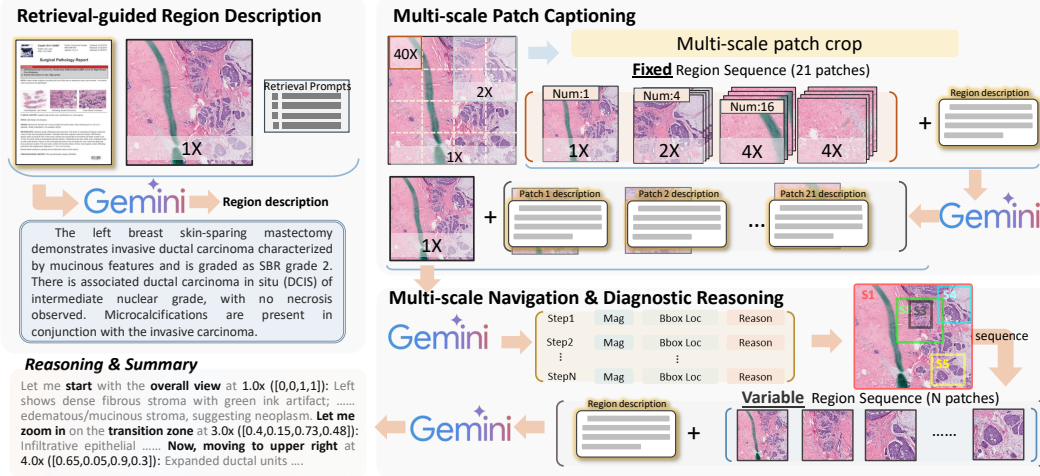 Retrieval-guided Region Description
Surgical Pathology Report
1X
Retrieval Prompts
Gemini
Region description
The left breast skin-sparing mastectomy
demonstrates invasive ductal carcinoma characterized
by mucinous features and is graded as SBR grade 2.
There is associated ductal carcinoma in situ (DCIS) of
intermediate nuclear grade, with no necrosis
observed. Microcalcifications are present in
conjunction with the invasive carcinoma.
Multi-scale Patch Captioning
40X
2X
1X
Multi-scale patch crop
Fixed Region Sequence (21 patches)
Num:1
1X
Num:4
2X
Num:16
4X
4X
+
Region description
Gemini
1X
+
Patch 1 description
Patch 2 description
...
Patch 21 description
Multi-scale Navigation & Diagnostic Reasoning
Gemini
Step1 Mag Bbox Loc Reason
Step2 Mag Bbox Loc Reason
⋮ ⋮
StepN Mag Bbox Loc Reason
S1
S3
S4
S5
sequence
Variable Region Sequence (N patches)
Region description
+
......
Gemini
Reasoning & Summary
Let me start with the overall view at 1.0x ([0,0,1,1]): Left
shows dense fibrous stroma with green ink artifact; ......
edematous/mucinous stroma, suggesting neoplasm. Let me
zoom in on the transition zone at 3.0x ([0.4,0.15,0.73,0.48]):
Infiltrative epithelial ...... Now, moving to upper right at
4.0x ([0.65,0.05,0.9,0.3]): Expanded ductal units ....